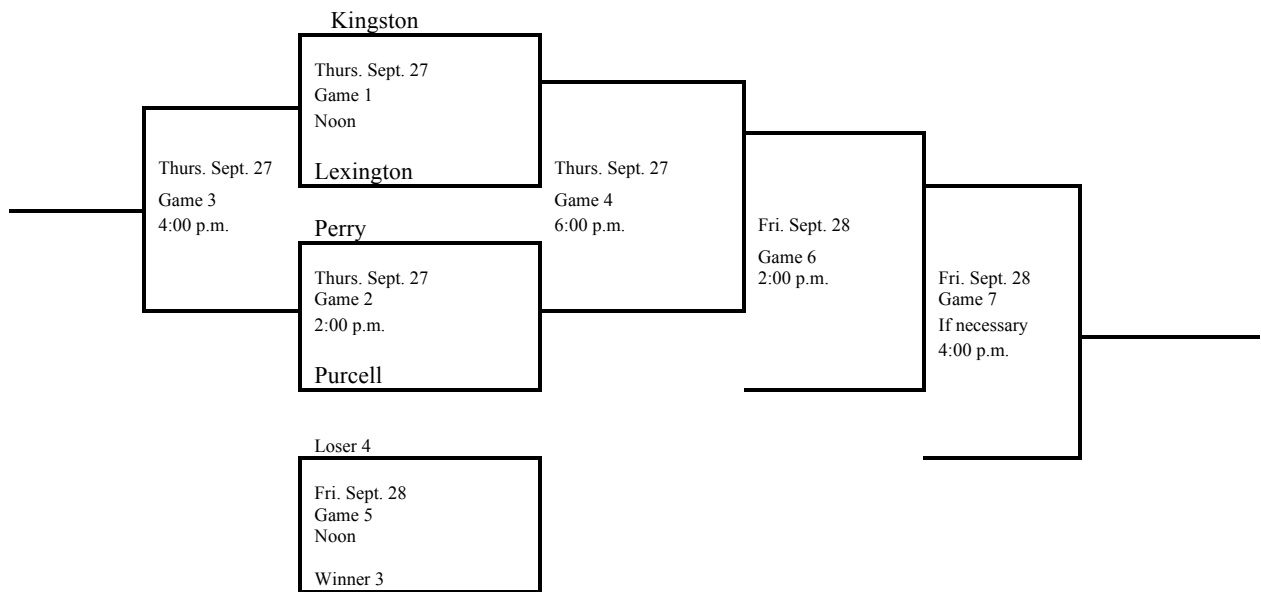 Kingston
Thurs. Sept. 27
Game 1
Noon
Lexington
Thurs. Sept. 27
Game 3
4:00 p.m.
Perry
Thurs. Sept. 27
Game 2
2:00 p.m.
Purcell
Thurs. Sept. 27
Game 4
6:00 p.m.
Fri. Sept. 28
Game 6
2:00 p.m.
Fri. Sept. 28
Game 7
If necessary
4:00 p.m.
Loser 4
Fri. Sept. 28
Game 5
Noon
Winner 3